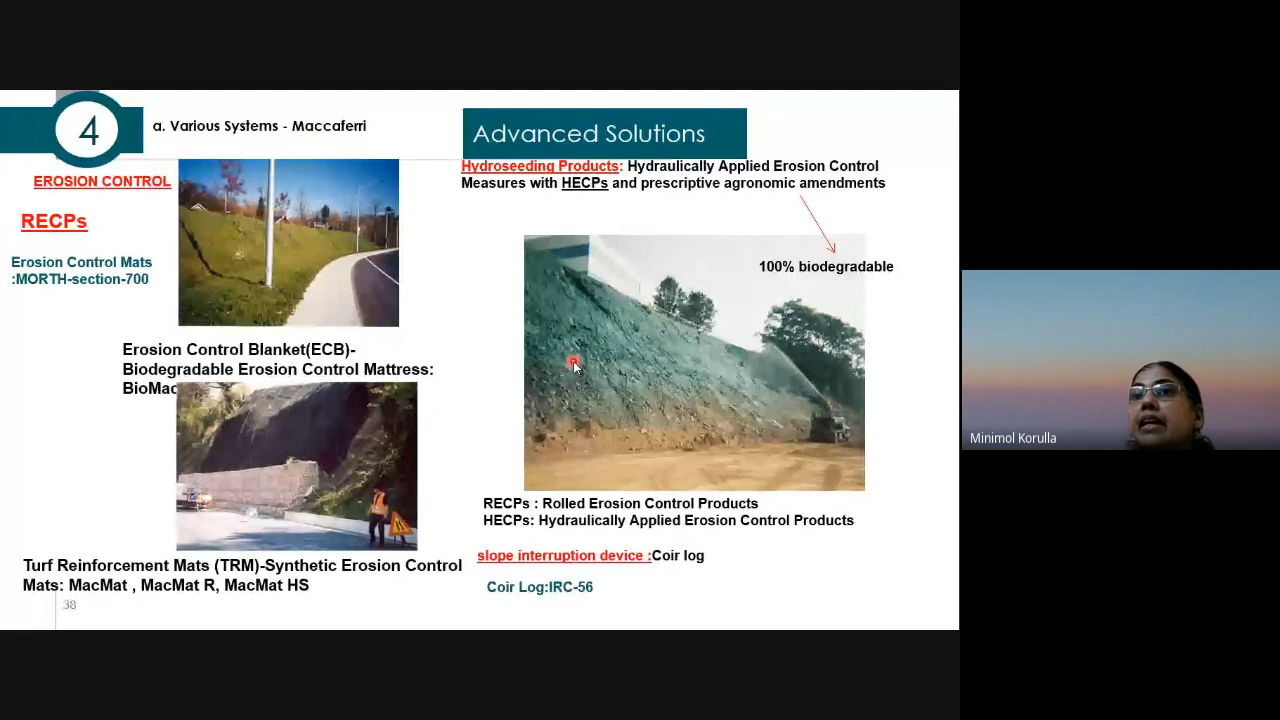 4
a. Various Systems - Maccaferri
Advanced Solutions
EROSION CONTROL
RECPs
Erosion Control Mats
:MORTH-section-700
Erosion Control Blanket(ECB)-
Biodegradable Erosion Control Mattress:
BioMac
Turf Reinforcement Mats (TRM)-Synthetic Erosion Control
Mats: MacMat , MacMat R, MacMat HS
38
Hydroseeding Products: Hydraulically Applied Erosion Control
Measures with HECPs and prescriptive agronomic amendments
100% biodegradable
RECPs : Rolled Erosion Control Products
HECPs: Hydraulically Applied Erosion Control Products
slope interruption device :Coir log
Coir Log:IRC-56
Minimol Korulla